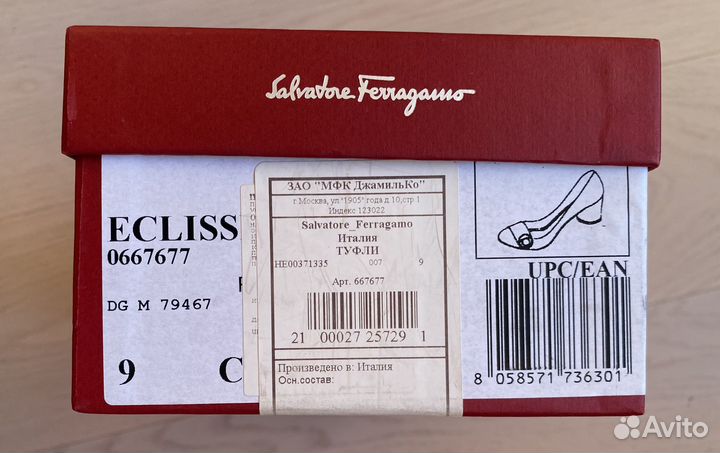 Salvatore Ferragamo
ECLISS
0667677
DG M 79467
9 C
ЗАО "МФК ДжамильКо"
г Москва, ул "1905" года д.10,стр 1
Индекс 123022
Salvatore_Ferragamo
Италия
ТУФЛИ
НЕ00371335 007 9
Арт. 667677
21 00027 25729 1
Произведено в: Италия
Осн.состав:
UPC/EAN
8 058571 736301
Avito